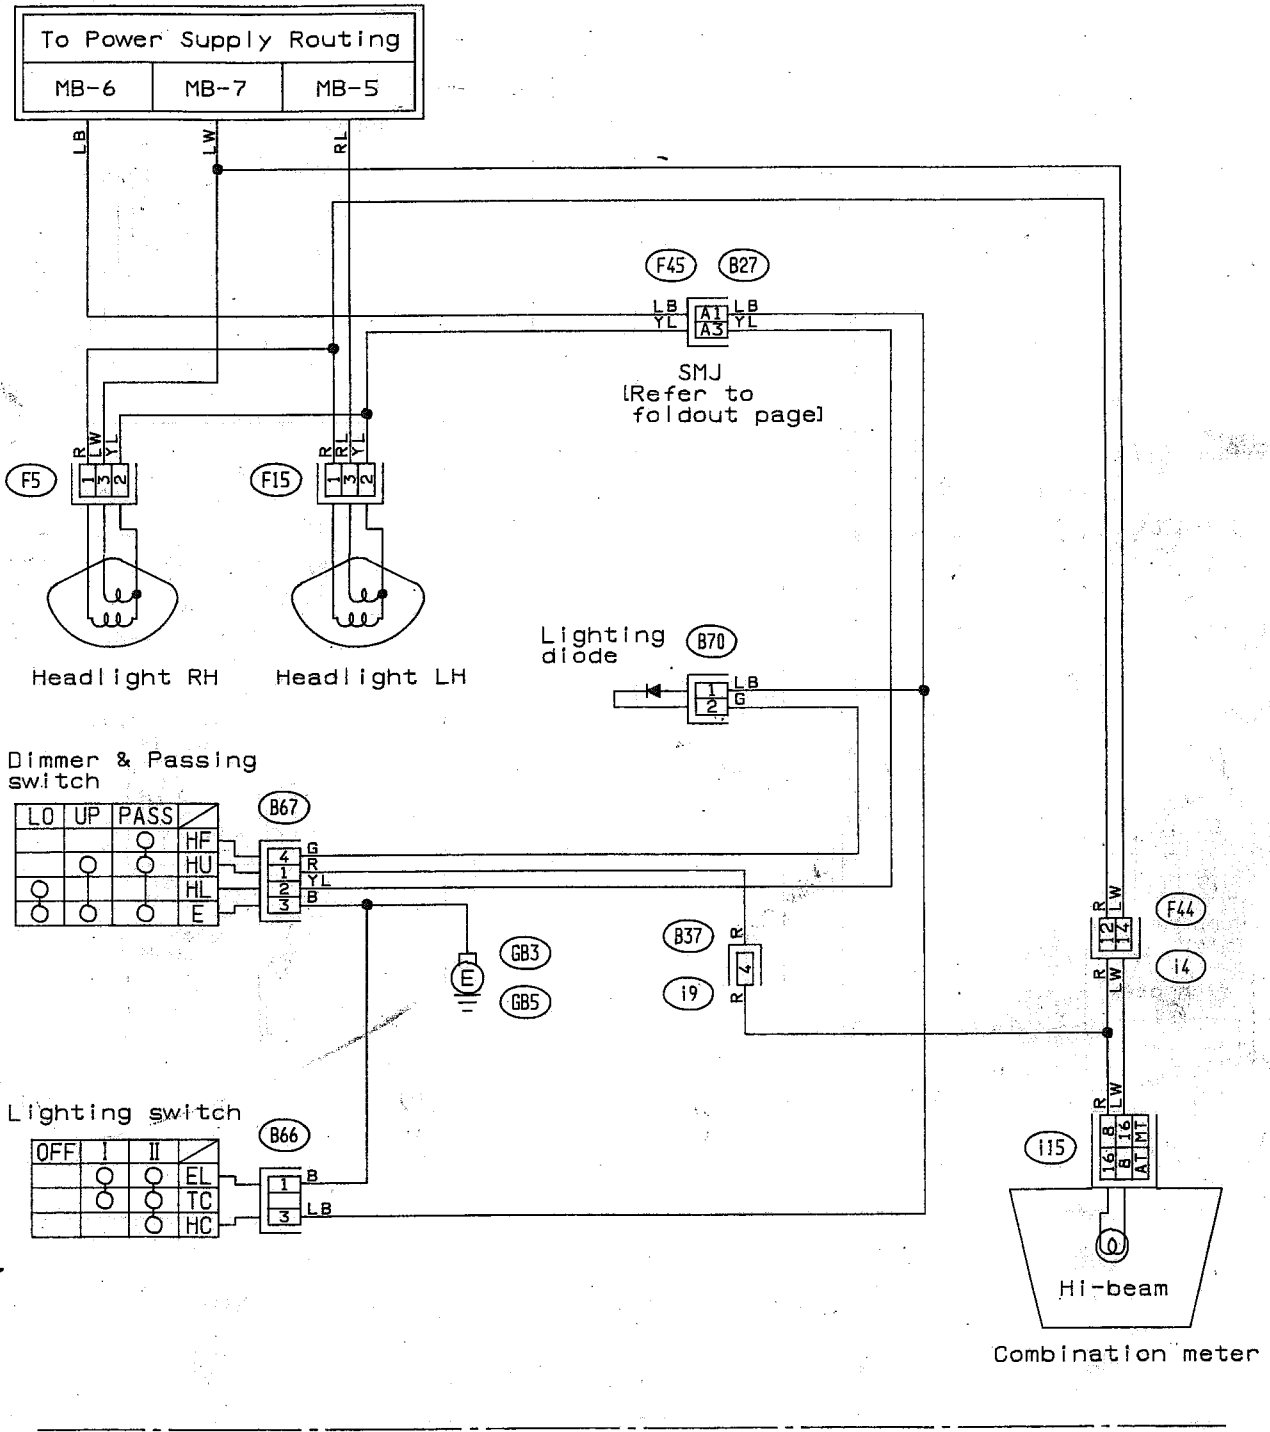 To Power Supply Routing
MB-6 MB-7 MB-5
LB LW RL
F45 B27
LB A1 LB
YL A3 YL
SMJ
[Refer to
foldout page]
R LW YL R RL YL
F5 1 3 2 F15 1 3 2
Headlight RH Headlight LH
Lighting
diode
B70
1 LB
2 G
Dimmer & Passing
switch
LO UP PASS
HF
HU
HL
E
B67
4 G
1 R
2 YL
3 B
GB3
E
GB5
B37
R
4
i9
R
R LW
12 14
F44
i4
R LW
Lighting switch
OFF I II
EL
TC
HC
B66
1 B
3 LB
R LW
i15
8 16 MT
16 8 AT
Hi-beam
Combination meter